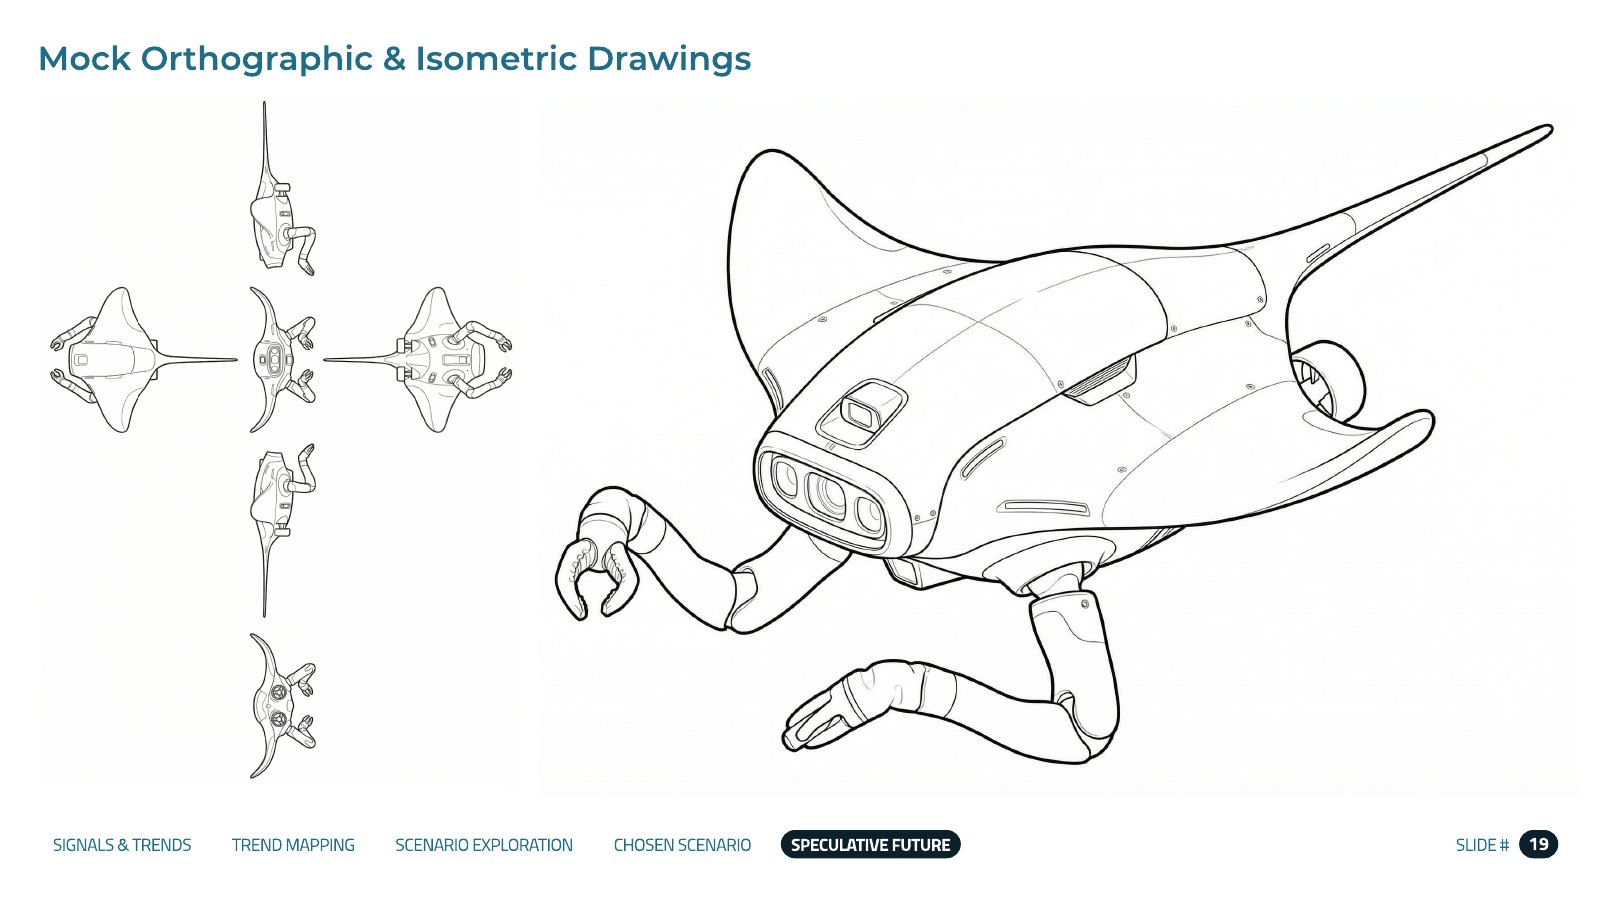 Mock Orthographic & Isometric Drawings
SIGNALS & TRENDS
TREND MAPPING
SCENARIO EXPLORATION
CHOSEN SCENARIO
SPECULATIVE FUTURE
SLIDE # 19